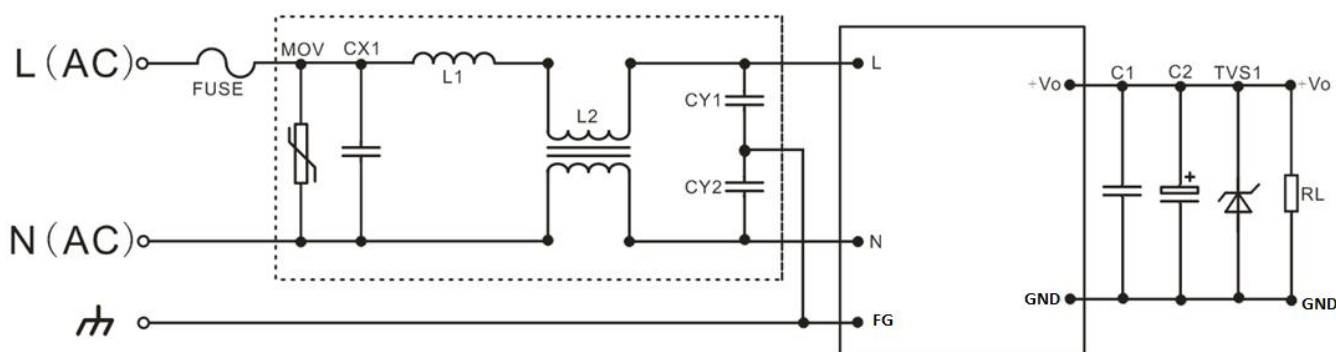 L(AC)
FUSE
MOV
CX1
L1
L2
CY1
CY2
L
N(AC)
N
FG
+Vo
C1
C2
TVS1
+Vo
+
RL
GND
GND